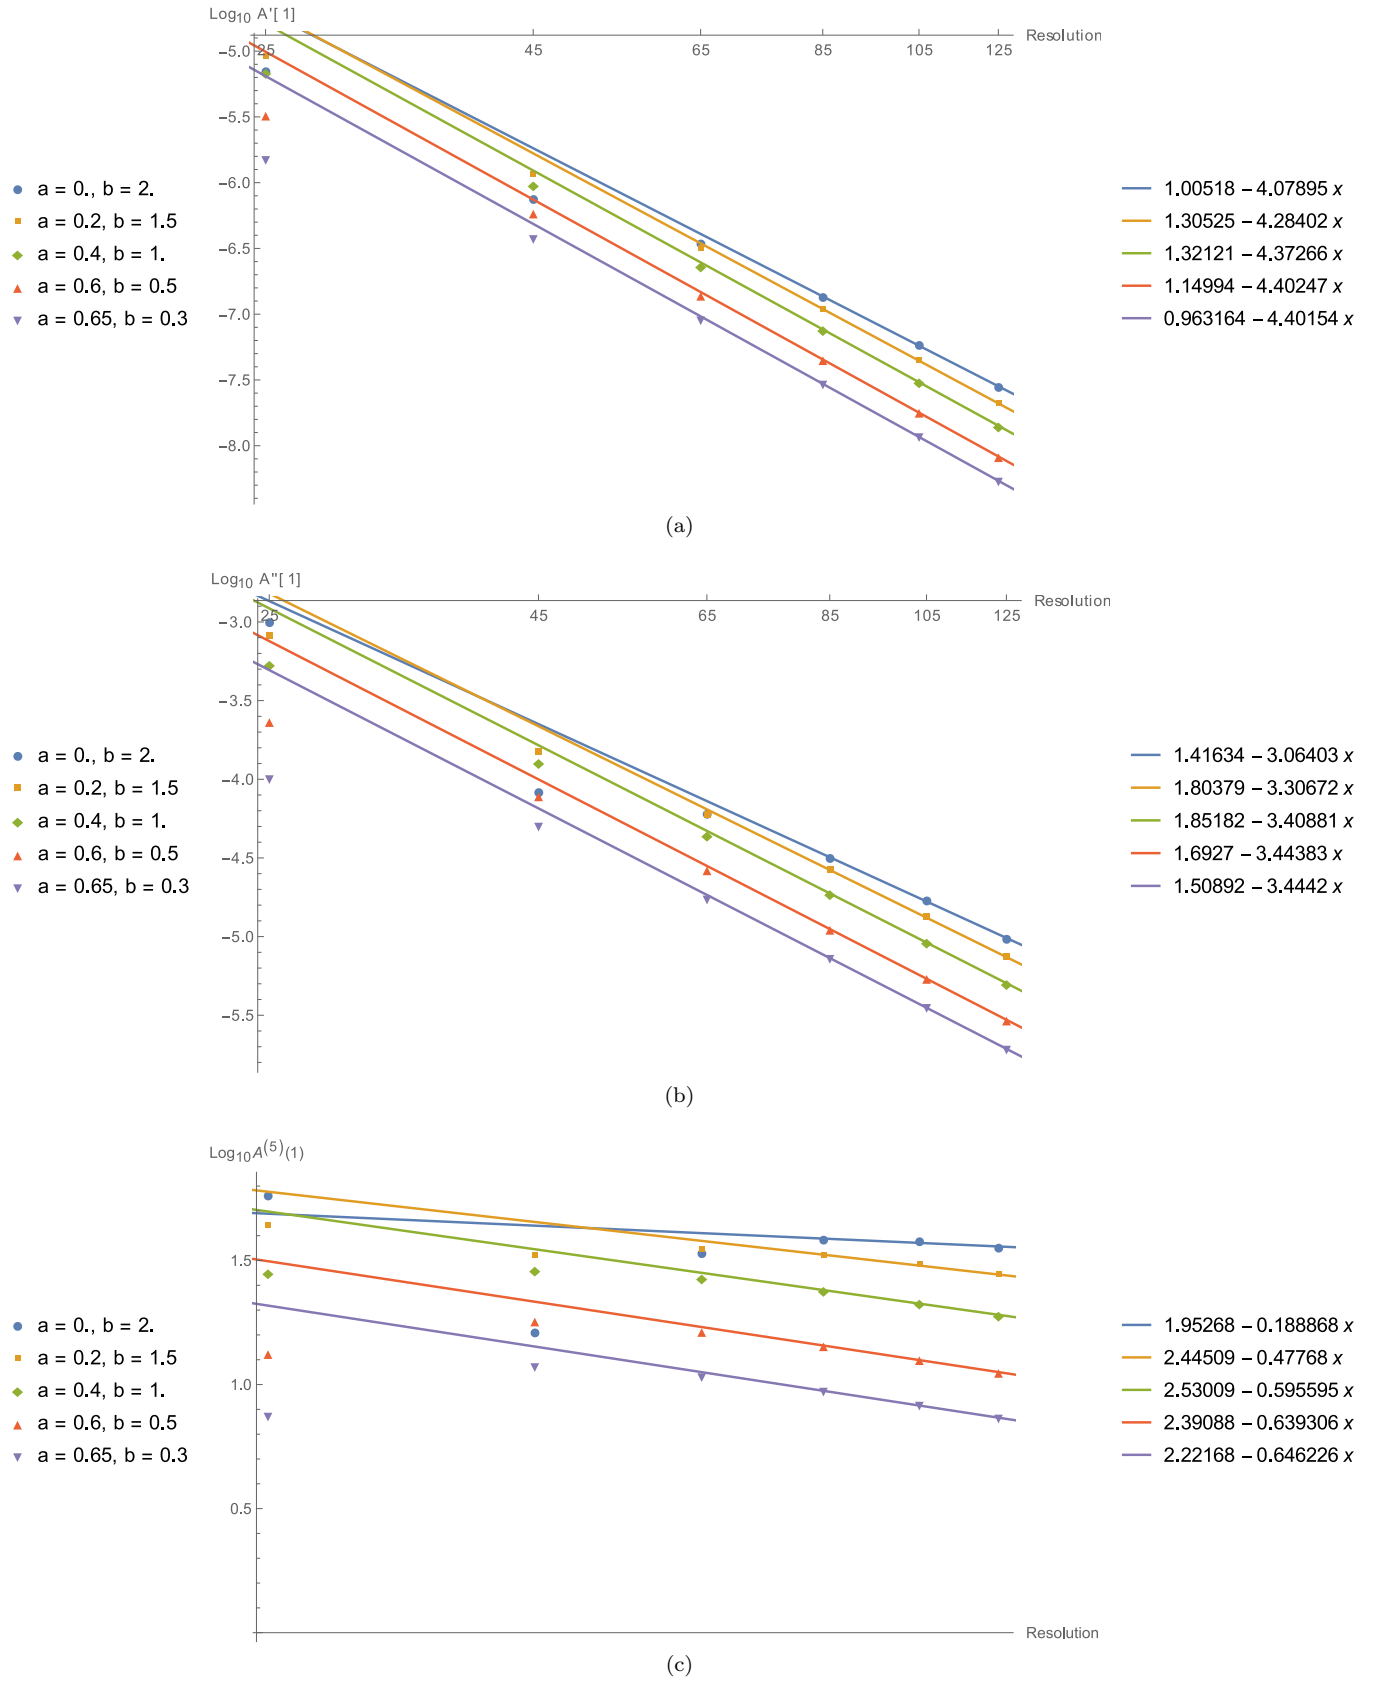 Log10 A'[1]
Resolution
25 45 65 85 105 125
−5.0
−5.5
−6.0
−6.5
−7.0
−7.5
−8.0
a = 0., b = 2.
a = 0.2, b = 1.5
a = 0.4, b = 1.
a = 0.6, b = 0.5
a = 0.65, b = 0.3
1.00518 − 4.07895 x
1.30525 − 4.28402 x
1.32121 − 4.37266 x
1.14994 − 4.40247 x
0.963164 − 4.40154 x
(a)
Log10 A''[1]
Resolution
25 45 65 85 105 125
−3.0
−3.5
−4.0
−4.5
−5.0
−5.5
a = 0., b = 2.
a = 0.2, b = 1.5
a = 0.4, b = 1.
a = 0.6, b = 0.5
a = 0.65, b = 0.3
1.41634 − 3.06403 x
1.80379 − 3.30672 x
1.85182 − 3.40881 x
1.6927 − 3.44383 x
1.50892 − 3.4442 x
(b)
Log10 A(5)(1)
1.5
1.0
0.5
Resolution
a = 0., b = 2.
a = 0.2, b = 1.5
a = 0.4, b = 1.
a = 0.6, b = 0.5
a = 0.65, b = 0.3
1.95268 − 0.188868 x
2.44509 − 0.47768 x
2.53009 − 0.595595 x
2.39088 − 0.639306 x
2.22168 − 0.646226 x
(c)